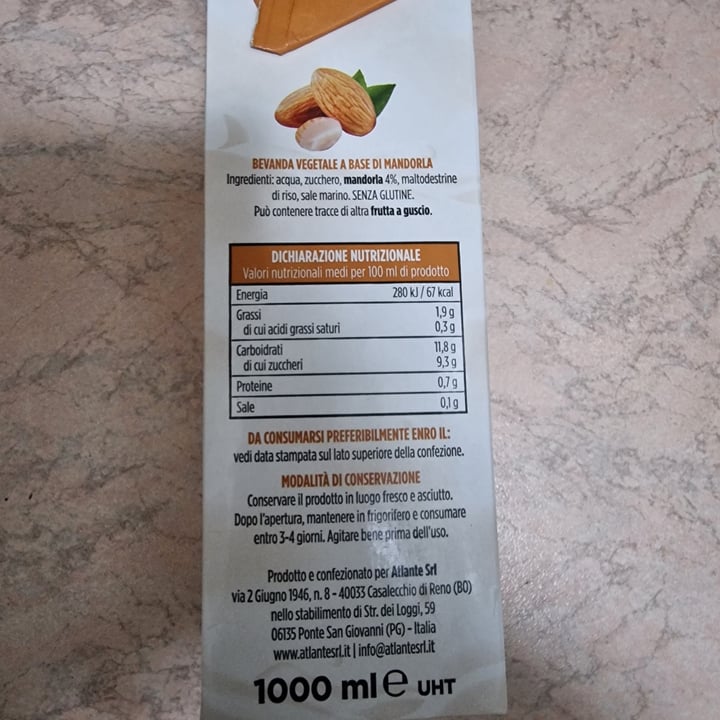 BEVANDA VEGETALE A BASE DI MANDORLA
Ingredienti: acqua, zucchero, mandorla 4%, maltodestrine
di riso, sale marino. SENZA GLUTINE.
Può contenere tracce di altra frutta a guscio.
DICHIARAZIONE NUTRIZIONALE
Valori nutrizionali medi per 100 ml di prodotto
Energia 280 kJ / 67 kcal
Grassi 1,9 g
di cui acidi grassi saturi 0,3 g
Carboidrati 11,8 g
di cui zuccheri 9,3 g
Proteine 0,7 g
Sale 0,1 g
DA CONSUMARSI PREFERIBILMENTE ENRO IL:
vedi data stampata sul lato superiore della confezione.
MODALITÀ DI CONSERVAZIONE
Conservare il prodotto in luogo fresco e asciutto.
Dopo l'apertura, mantenere in frigorifero e consumare
entro 3-4 giorni. Agitare bene prima dell'uso.
Prodotto e confezionato per Atlante Srl
via 2 Giugno 1946, n. 8 - 40033 Casalecchio di Reno (BO)
nello stabilimento di Str. dei Loggi, 59
06135 Ponte San Giovanni (PG) - Italia
www.atlantesrl.it | info@atlantesrl.it
1000 ml e UHT